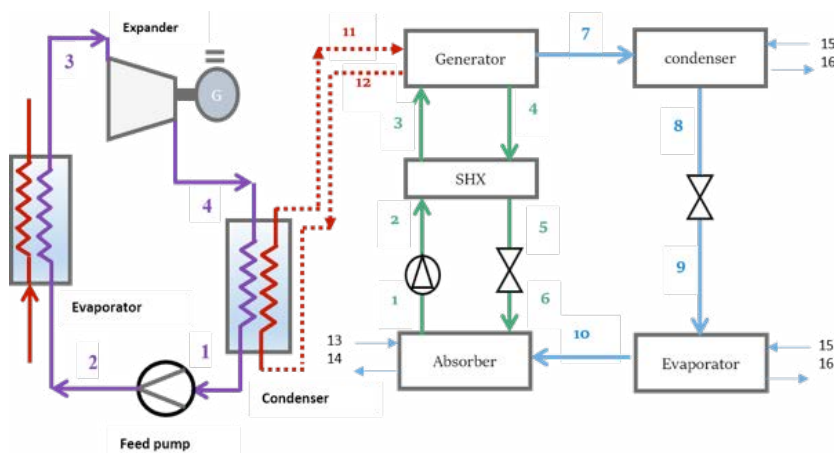 Expander
11
7
15
3
16
Generator
condenser
G
12
3
4
8
4
SHX
2
5
9
Evaporator
1
6
10
13
15
2
1
14
Absorber
Evaporator
16
Condenser
Feed pump